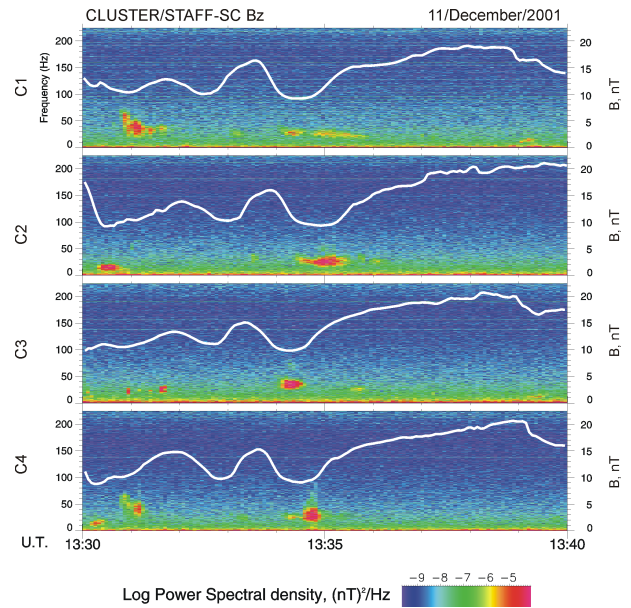 CLUSTER/STAFF-SC Bz 11/December/2001
C1 Frequency (Hz) 200 150 100 50 0 20 15 10 5 0 B, nT
C2 200 150 100 50 0 20 15 10 5 0 B, nT
C3 200 150 100 50 0 20 15 10 5 0 B, nT
C4 200 150 100 50 0 20 15 10 5 0 B, nT
U.T. 13:30 13:35 13:40
−9 −8 −7 −6 −5
Log Power Spectral density, (nT)²/Hz